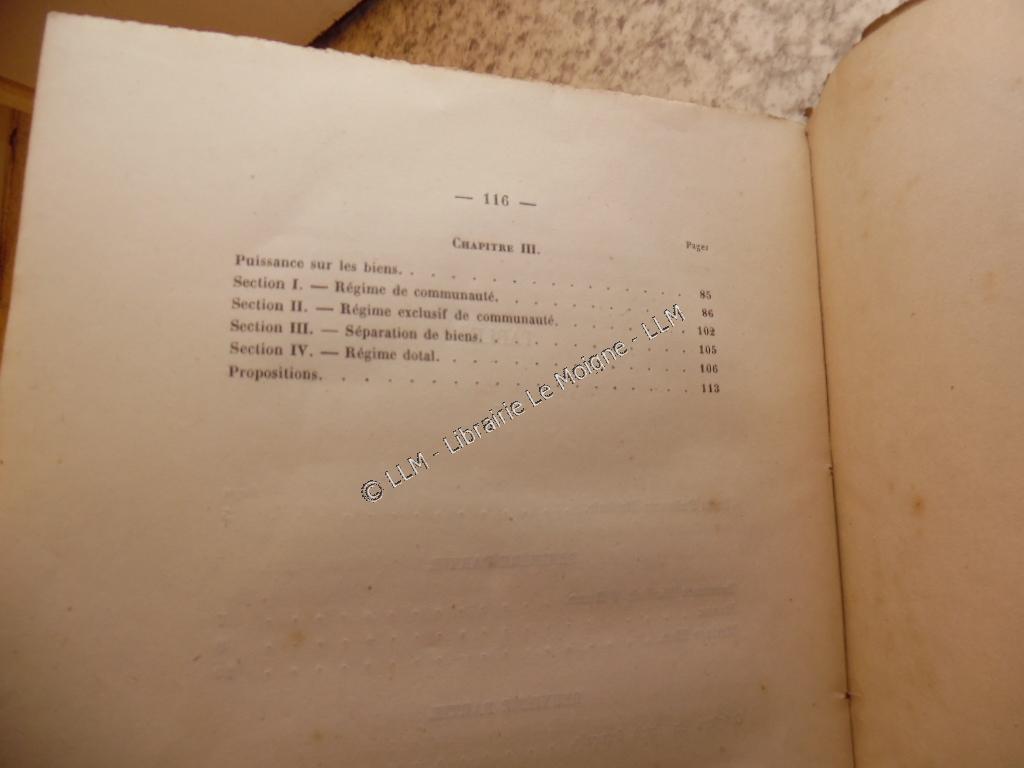 — 116 —
Chapitre III.
Pages
Puissance sur les biens. . . . . . . . . . . . . . . 85
Section I. — Régime de communauté. . . . . . . . . . . 86
Section II. — Régime exclusif de communauté. . . . . . . . 102
Section III. — Séparation de biens. . . . . . . . . . . 105
Section IV. — Régime dotal. . . . . . . . . . . . . 106
Propositions. . . . . . . . . . . . . . . . . . 113
© LLM - Librairie Le Moigne - LLM